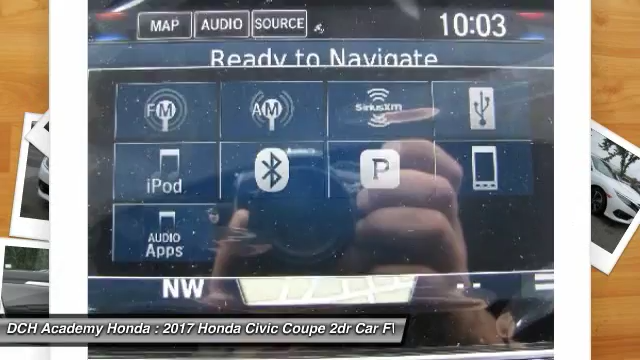 MAP AUDIO SOURCE 10:03
Ready to Navigate
FM AM SiriusXm
iPod P
AUDIO
Apps
NW --
DCH Academy Honda : 2017 Honda Civic Coupe 2dr Car F\